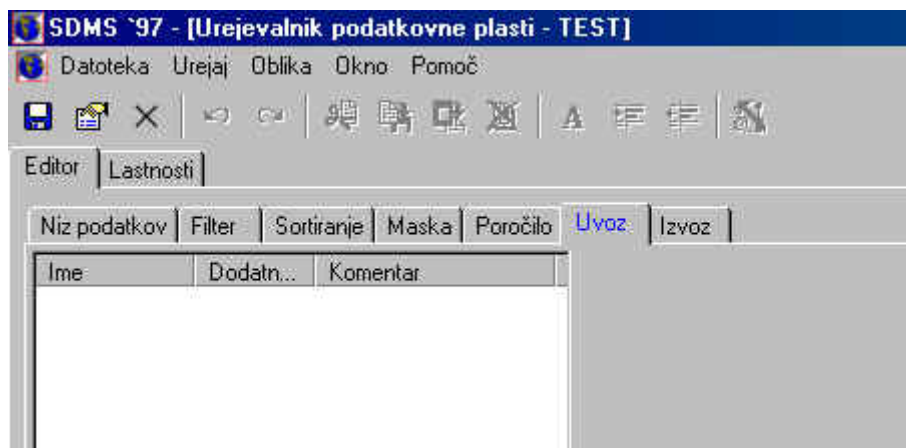 SDMS `97 - [Urejevalnik podatkovne plasti - TEST]
Datoteka Urejaj Oblika Okno Pomoč
A
Editor Lastnosti
Niz podatkov Filter Sortiranje Maska Poročilo Uvoz Izvoz
Ime Dodatn... Komentar